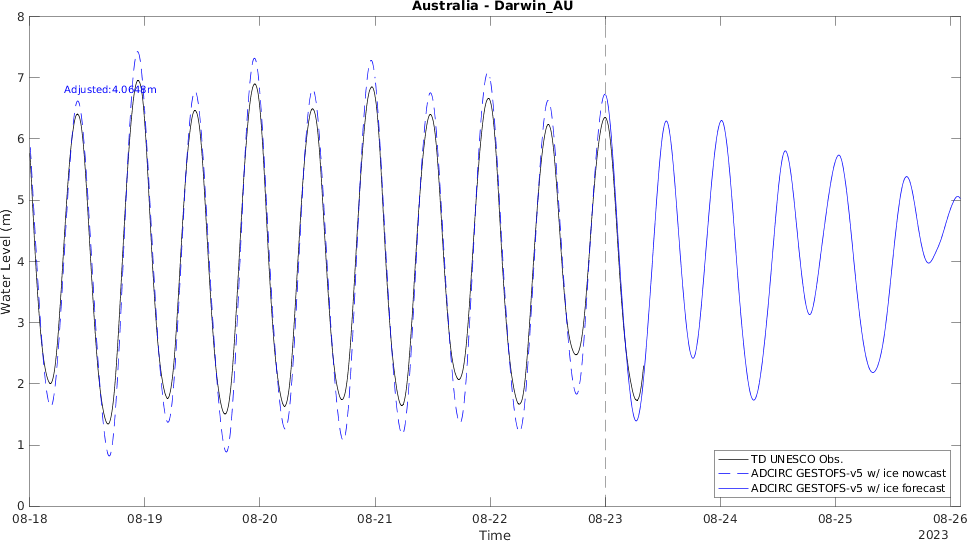 Australia - Darwin_AU
Adjusted:4.0648m
Water Level (m)
8
7
6
5
4
3
2
1
0
08-18 08-19 08-20 08-21 08-22 08-23 08-24 08-25 08-26
2023
Time
TD UNESCO Obs.
ADCIRC GESTOFS-v5 w/ ice nowcast
ADCIRC GESTOFS-v5 w/ ice forecast